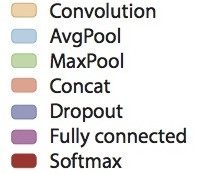 Convolution
AvgPool
MaxPool
Concat
Dropout
Fully connected
Softmax